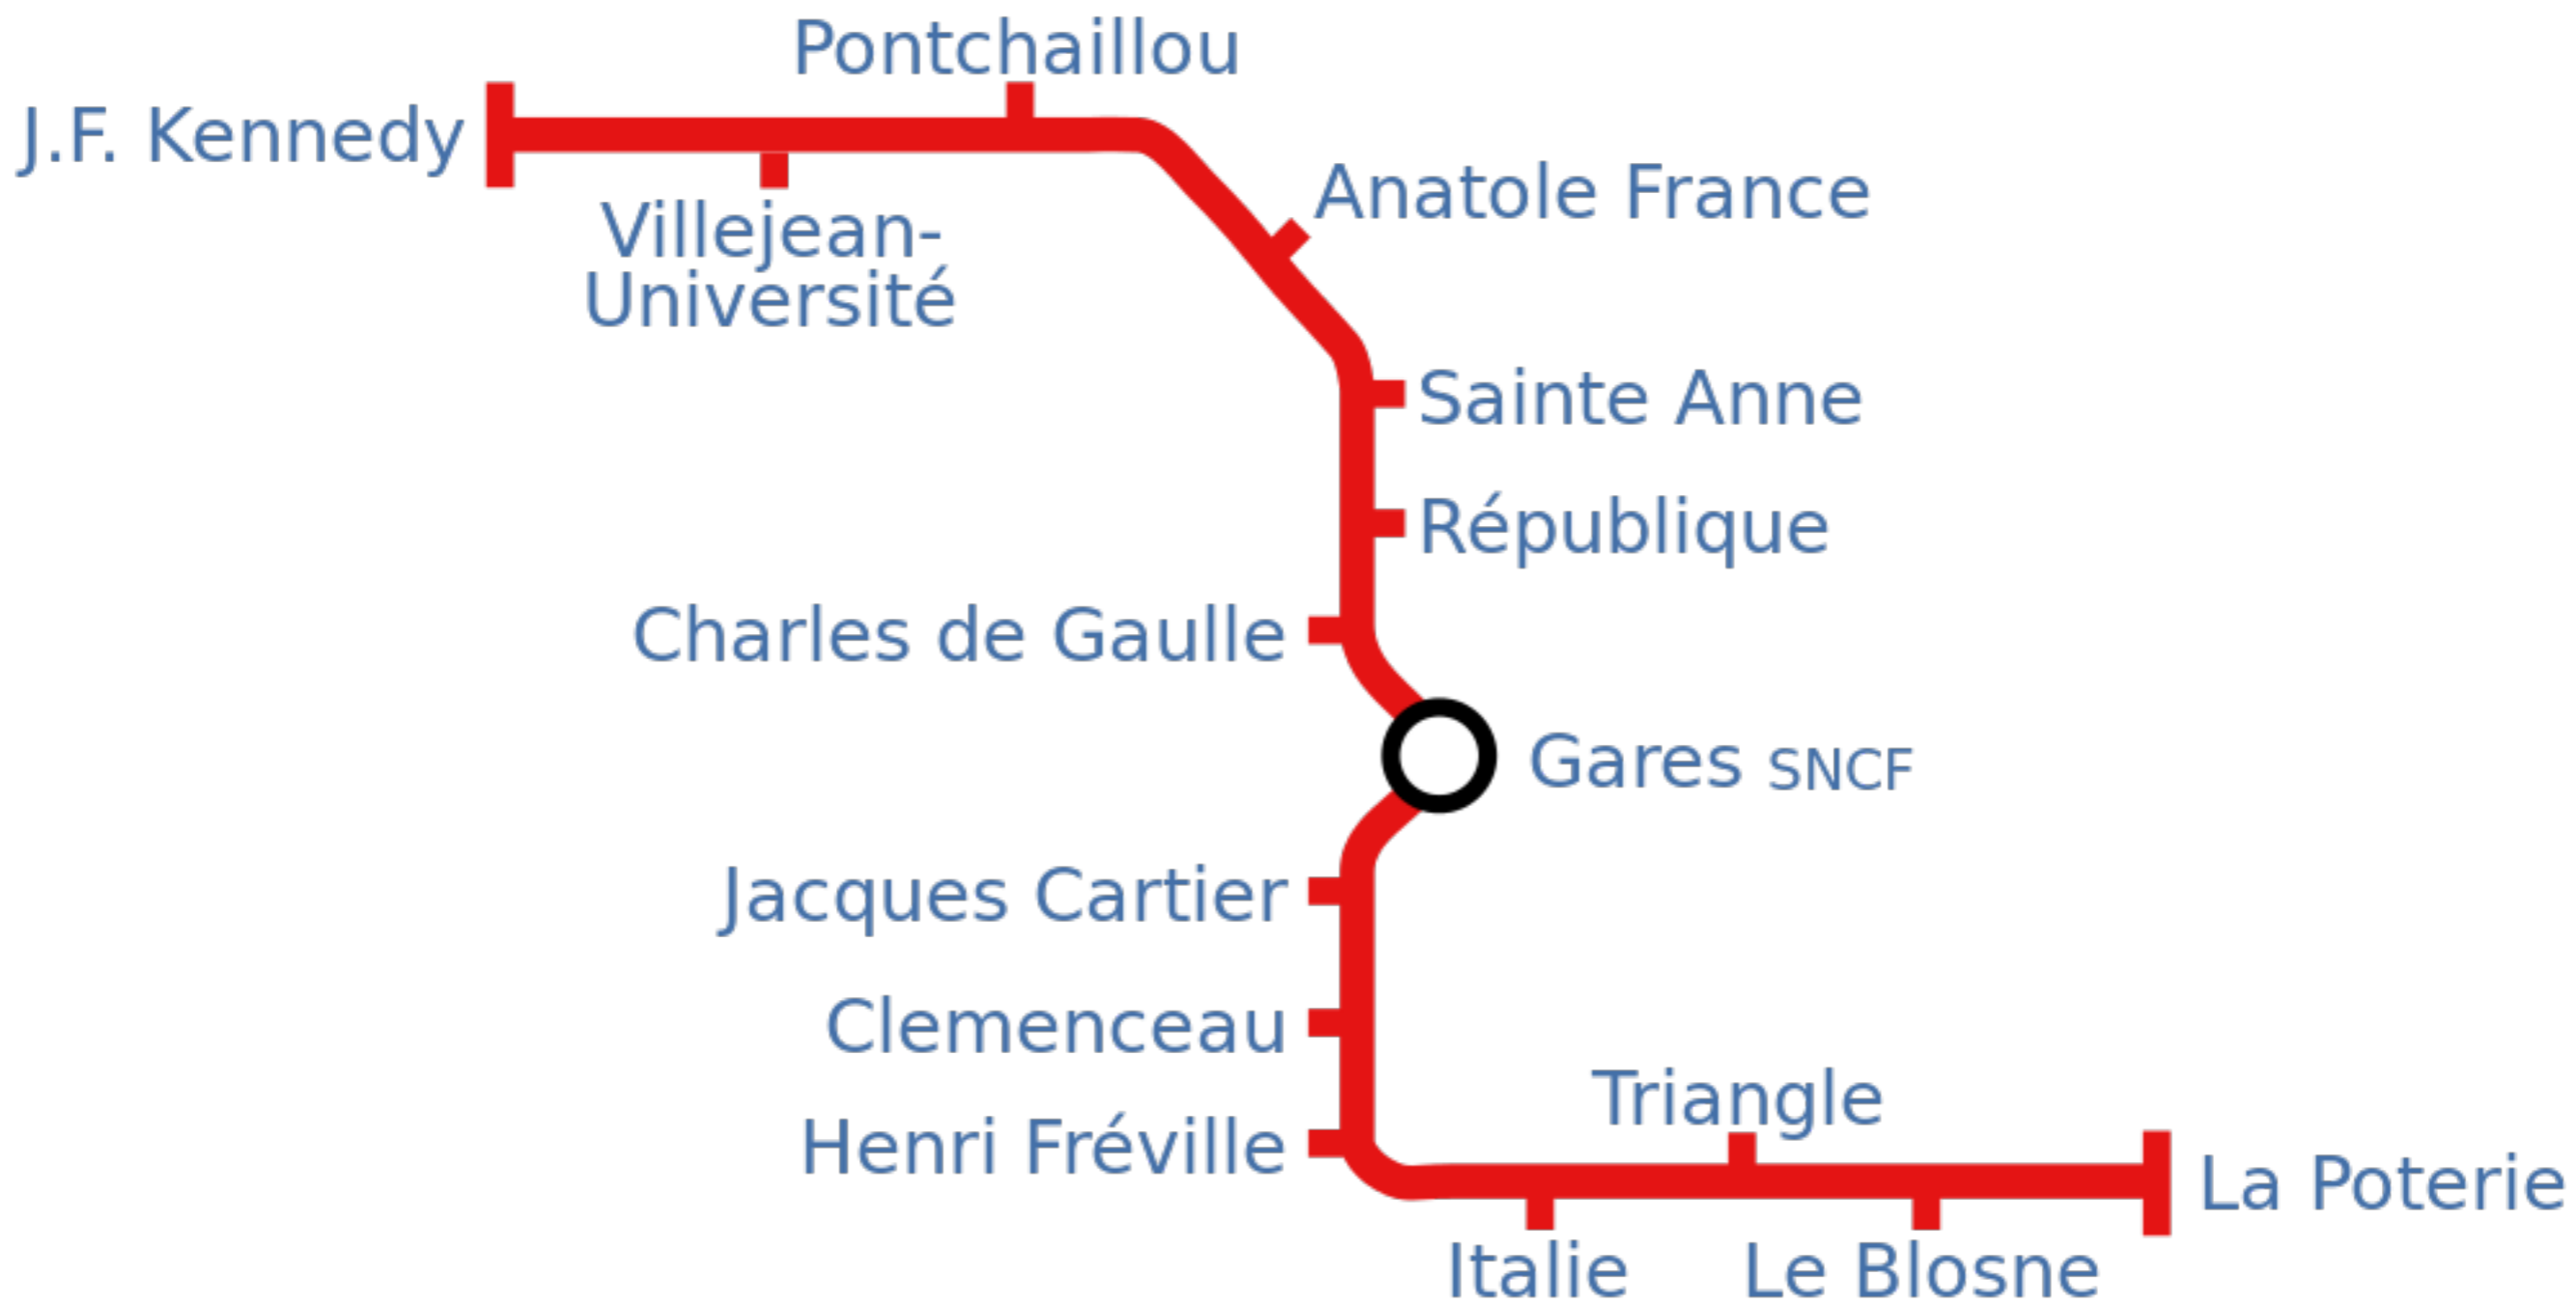 Pontchaillou
J.F. Kennedy
Anatole France
Villejean-
Université
Sainte Anne
République
Charles de Gaulle
Gares SNCF
Jacques Cartier
Clemenceau
Triangle
Henri Fréville
La Poterie
Italie
Le Blosne